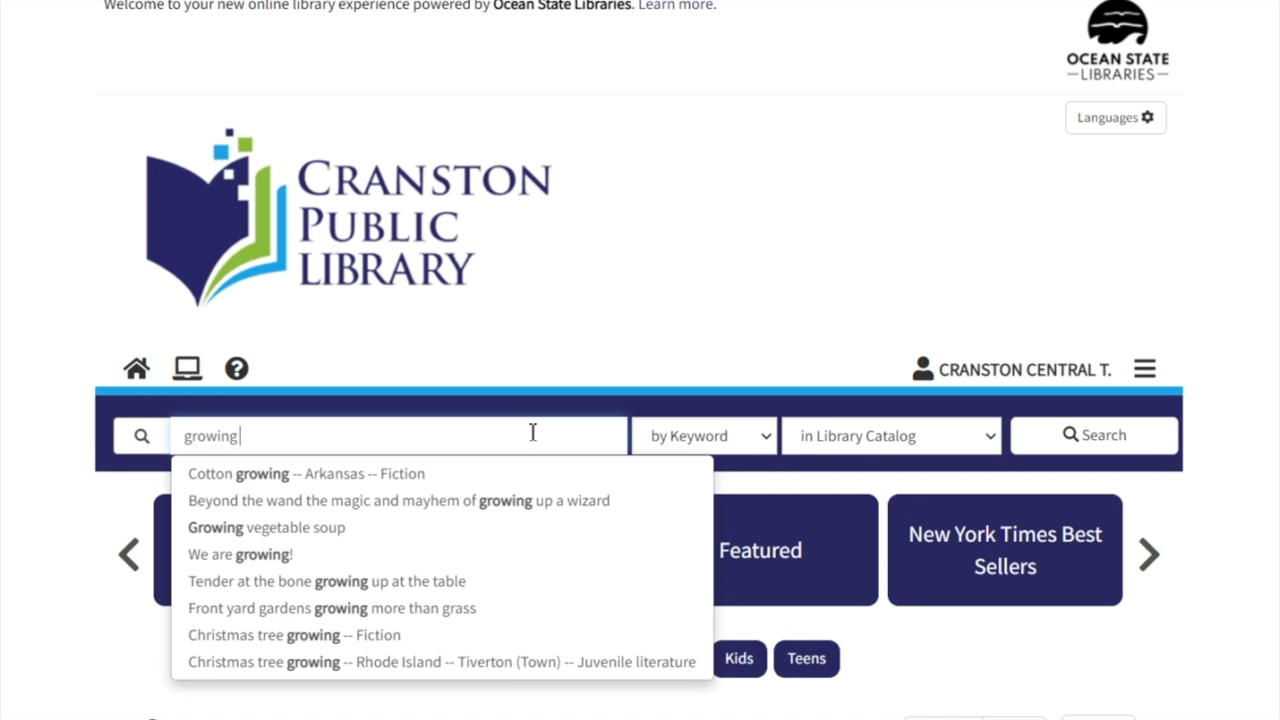 Welcome to your new online library experience powered by Ocean State Libraries. Learn more.
OCEAN STATE
LIBRARIES
Languages
CRANSTON
PUBLIC
LIBRARY
CRANSTON CENTRAL T.
growing
by Keyword
in Library Catalog
Search
Cotton growing -- Arkansas -- Fiction
Beyond the wand the magic and mayhem of growing up a wizard
Growing vegetable soup
We are growing!
Tender at the bone growing up at the table
Front yard gardens growing more than grass
Christmas tree growing -- Fiction
Christmas tree growing -- Rhode Island -- Tiverton (Town) -- Juvenile literature
Featured
New York Times Best
Sellers
Kids
Teens